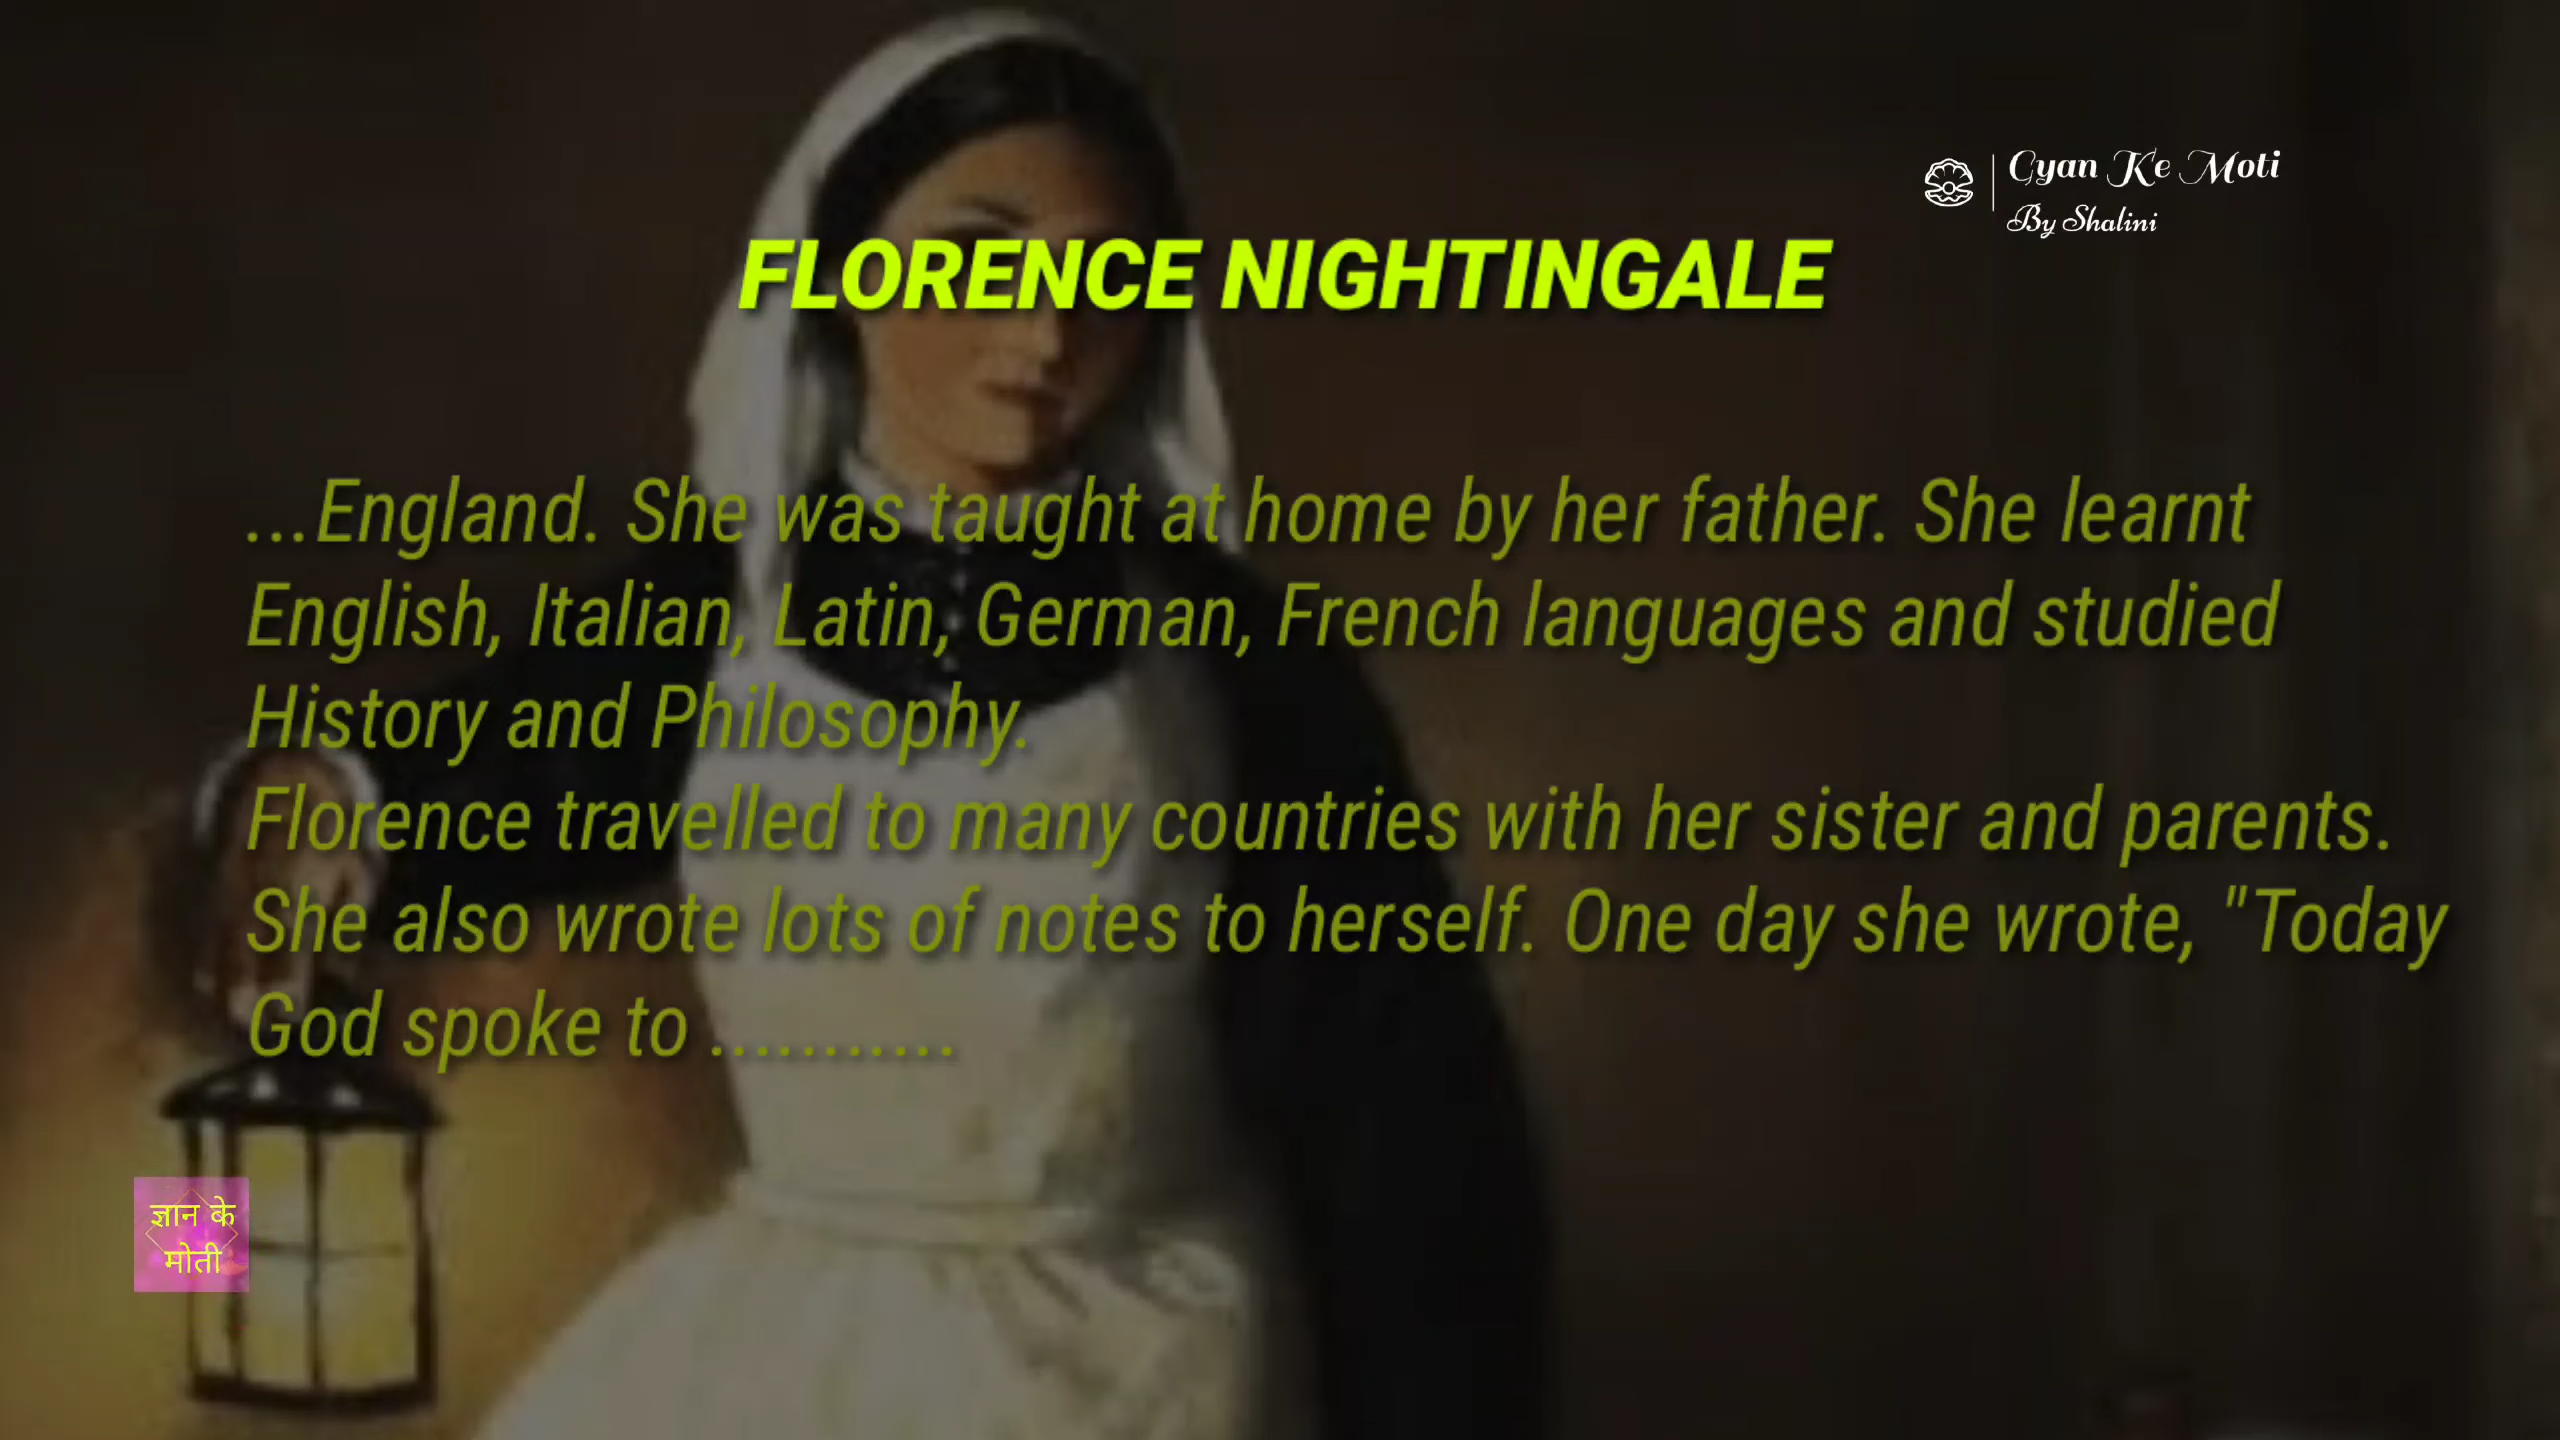 Gyan Ke Moti
By Shalini
FLORENCE NIGHTINGALE
...England. She was taught at home by her father. She learnt
English, Italian, Latin, German, French languages and studied
History and Philosophy.
Florence travelled to many countries with her sister and parents.
She also wrote lots of notes to herself. One day she wrote, "Today
God spoke to ...........
ज्ञान के
मोती